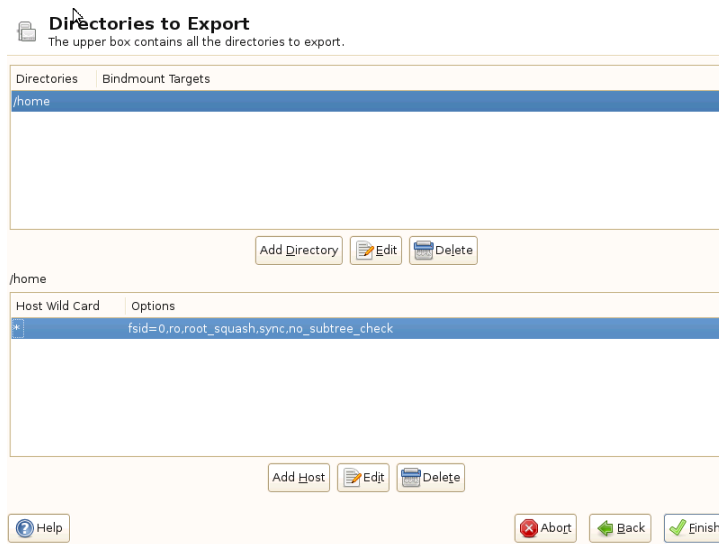 Directories to Export
The upper box contains all the directories to export.
Directories Bindmount Targets
/home
Add Directory Edit Delete
/home
Host Wild Card Options
* fsid=0,ro,root_squash,sync,no_subtree_check
Add Host Edit Delete
Help Abort Back Finish